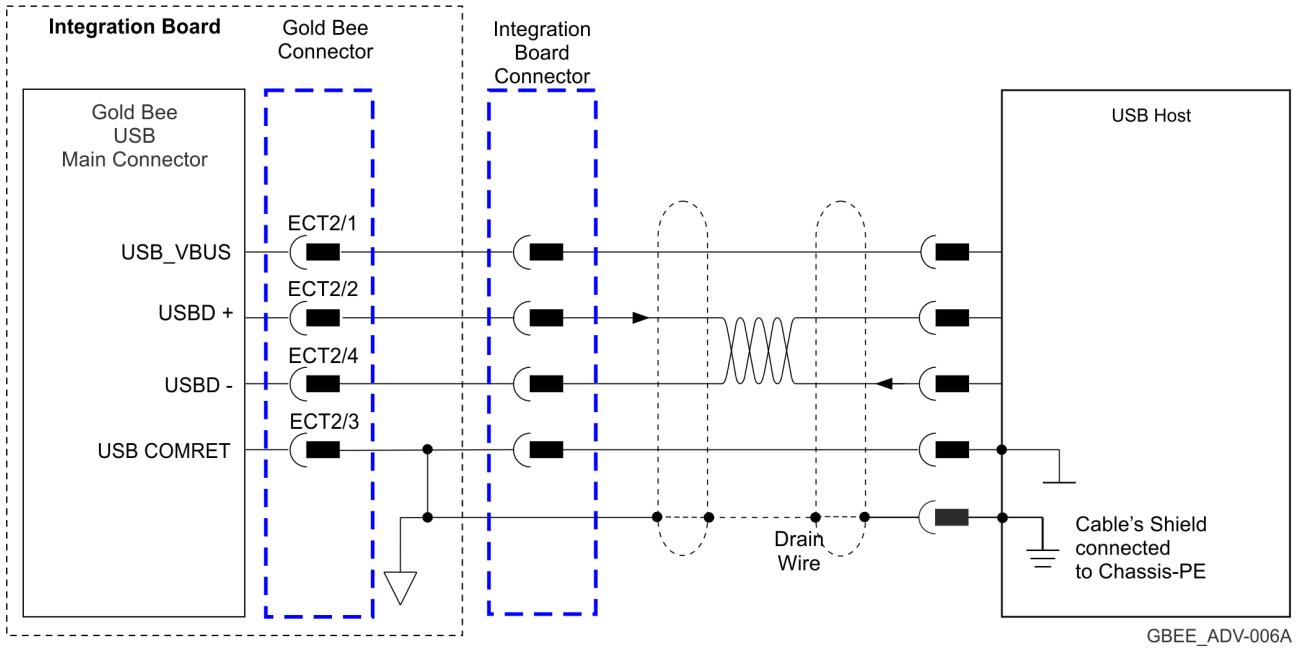 Integration Board
Gold Bee
Connector
Integration
Board
Connector
Gold Bee
USB
Main Connector
USB Host
ECT2/1
USB_VBUS
ECT2/2
USBD +
ECT2/4
USBD -
ECT2/3
USB COMRET
Drain
Wire
Cable's Shield
connected
to Chassis-PE
GBEE_ADV-006A